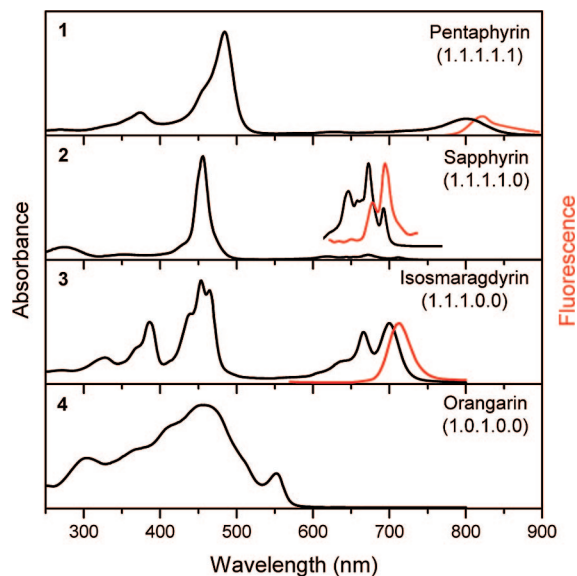 1
Pentaphyrin
(1.1.1.1.1)
2
Sapphyrin
(1.1.1.1.0)
3
Isosmaragdyrin
(1.1.1.0.0)
4
Orangarin
(1.0.1.0.0)
Absorbance
Fluorescence
300 400 500 600 700 800 900
Wavelength (nm)